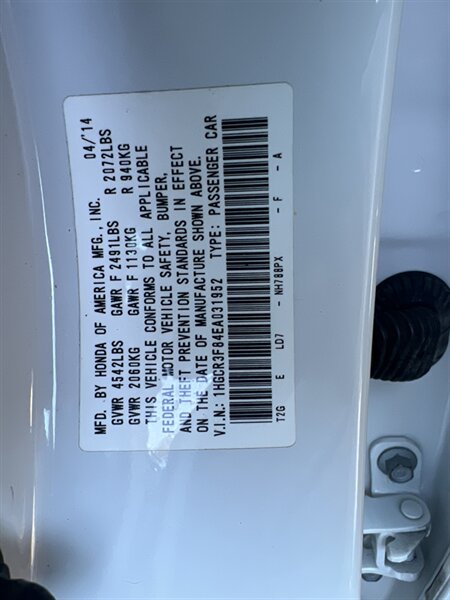 MFD. BY HONDA OF AMERICA MFG., INC. 04/'14
GVWR 4542LBS GAWR F 2491LBS R 2072LBS
GVWR 2060KG GAWR F 1130KG R 940KG
THIS VEHICLE CONFORMS TO ALL APPLICABLE
FEDERAL MOTOR VEHICLE SAFETY, BUMPER,
AND THEFT PREVENTION STANDARDS IN EFFECT
ON THE DATE OF MANUFACTURE SHOWN ABOVE.
V.I.N.: 1HGCR3F84EA031952 TYPE: PASSENGER CAR
T2G E LD7 - NH788PX - F - A